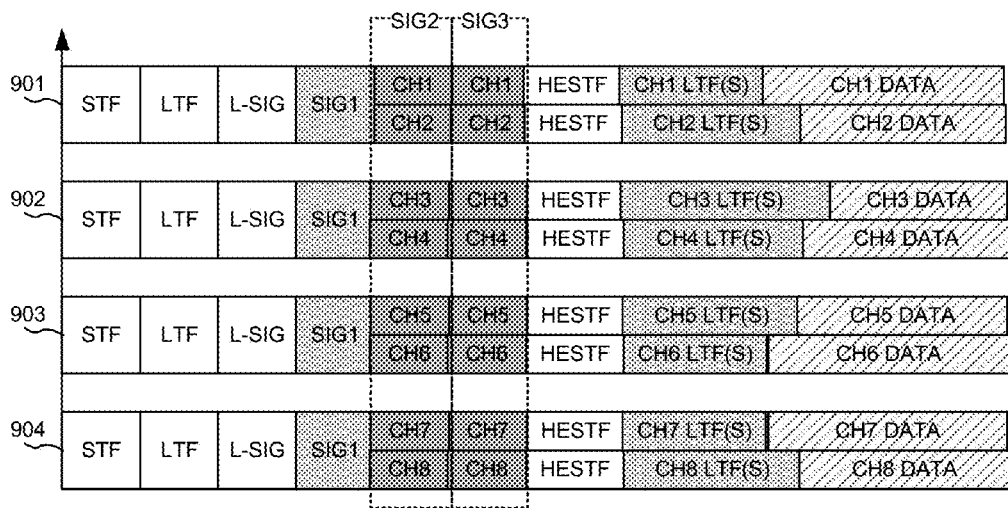 SIG2 SIG3
901
STF LTF L-SIG SIG1 CH1 CH1 HESTF CH1 LTF(S) CH1 DATA
CH2 CH2 HESTF CH2 LTF(S) CH2 DATA
902
STF LTF L-SIG SIG1 CH3 CH3 HESTF CH3 LTF(S) CH3 DATA
CH4 CH4 HESTF CH4 LTF(S) CH4 DATA
903
STF LTF L-SIG SIG1 CH5 CH5 HESTF CH5 LTF(S) CH5 DATA
CH6 CH6 HESTF CH6 LTF(S) CH6 DATA
904
STF LTF L-SIG SIG1 CH7 CH7 HESTF CH7 LTF(S) CH7 DATA
CH8 CH8 HESTF CH8 LTF(S) CH8 DATA